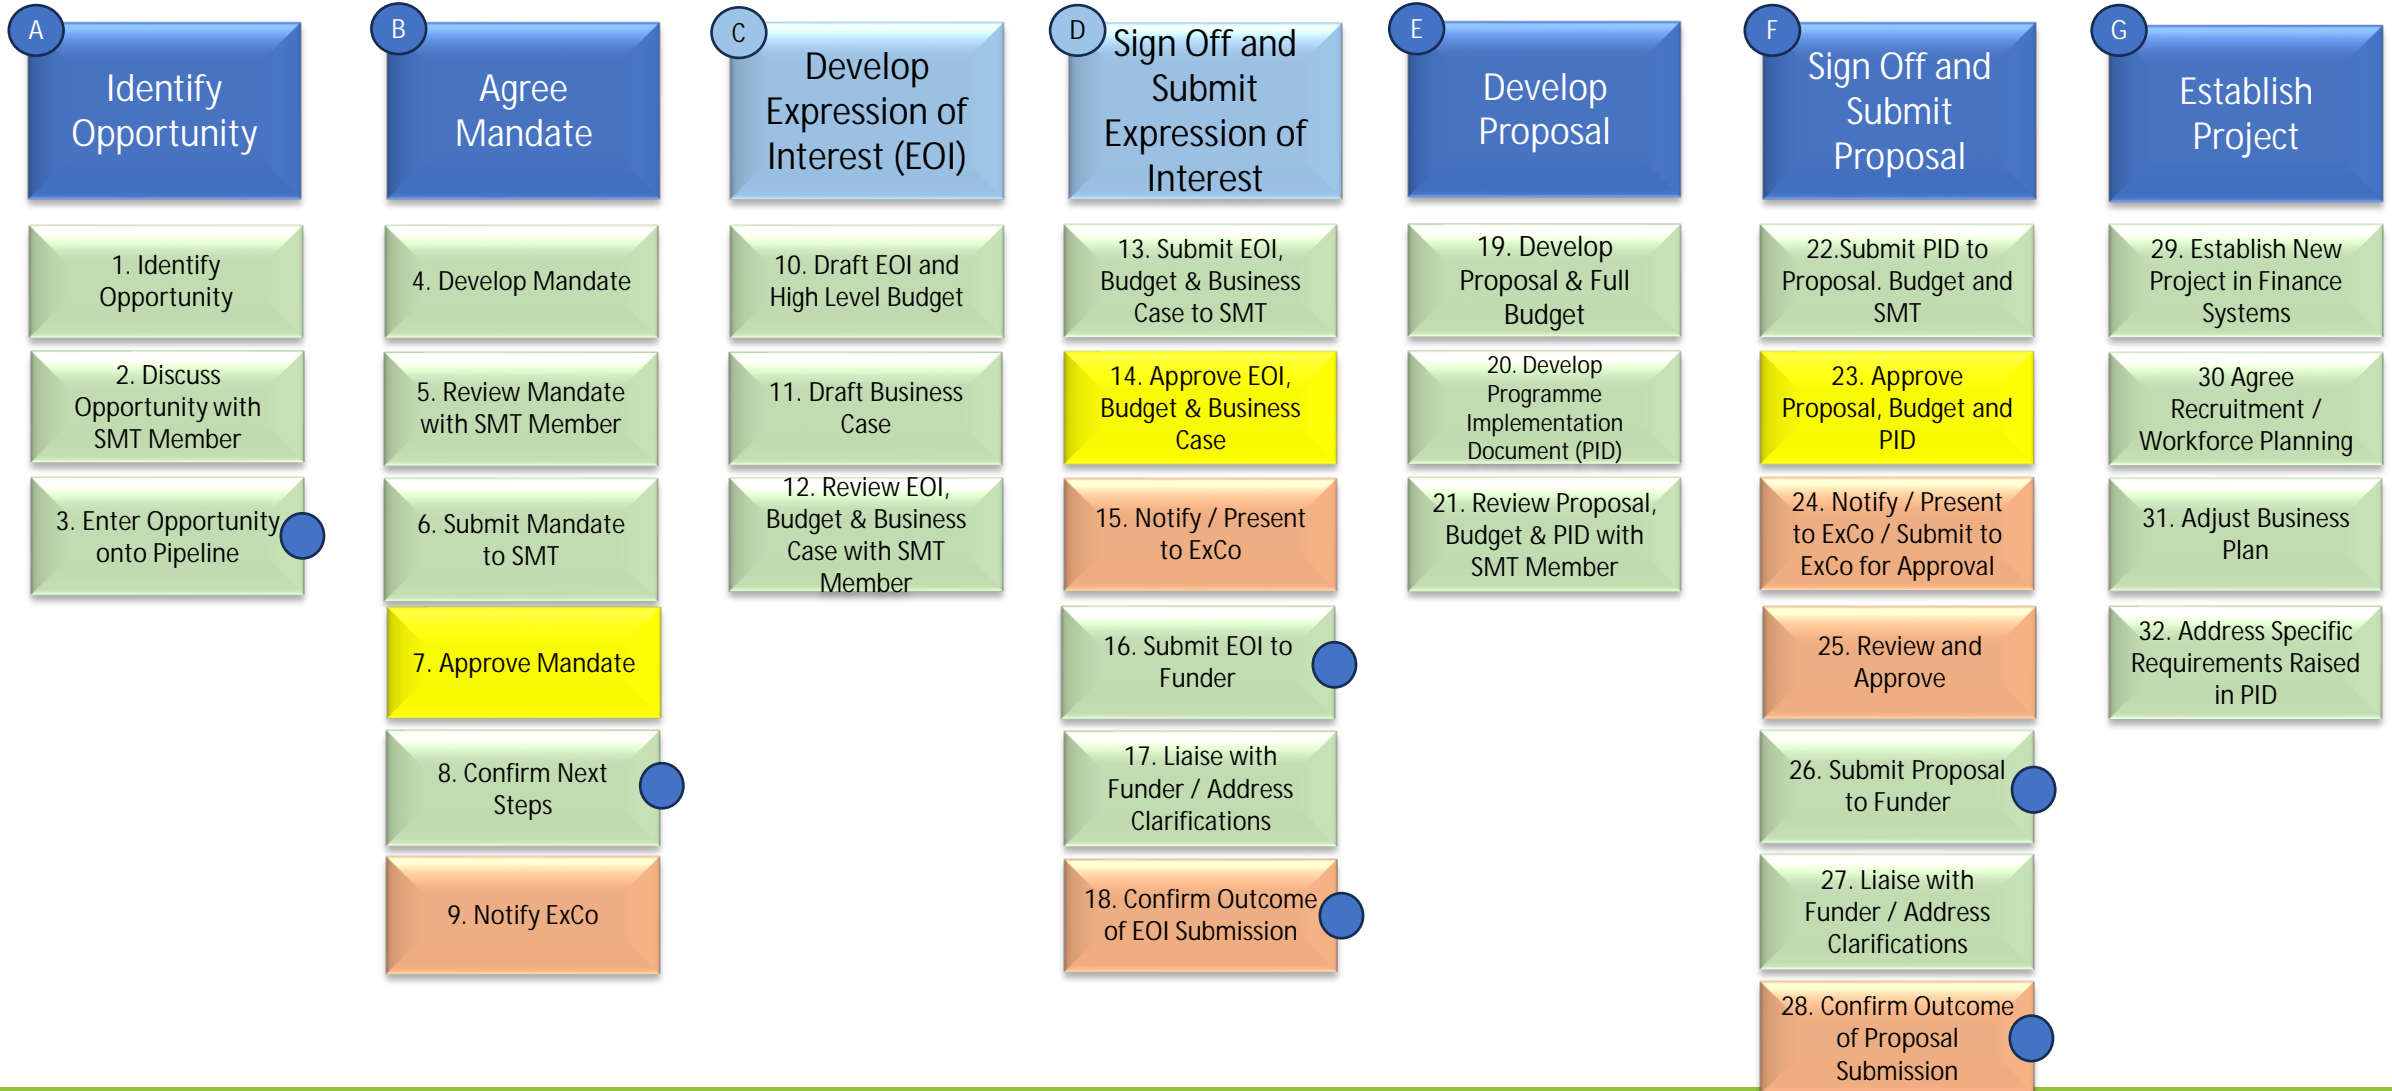 A
Identify
Opportunity
1. Identify
Opportunity
2. Discuss
Opportunity with
SMT Member
3. Enter Opportunity
onto Pipeline
B
Agree
Mandate
4. Develop Mandate
5. Review Mandate
with SMT Member
6. Submit Mandate
to SMT
7. Approve Mandate
8. Confirm Next
Steps
9. Notify ExCo
C
Develop
Expression of
Interest (EOI)
10. Draft EOI and
High Level Budget
11. Draft Business
Case
12. Review EOI,
Budget & Business
Case with SMT
Member
D
Sign Off and
Submit
Expression of
Interest
13. Submit EOI,
Budget & Business
Case to SMT
14. Approve EOI,
Budget & Business
Case
15. Notify / Present
to ExCo
16. Submit EOI to
Funder
17. Liaise with
Funder / Address
Clarifications
18. Confirm Outcome
of EOI Submission
E
Develop
Proposal
19. Develop
Proposal & Full
Budget
20. Develop
Programme
Implementation
Document (PID)
21. Review Proposal,
Budget & PID with
SMT Member
F
Sign Off and
Submit
Proposal
22.Submit PID to
Proposal. Budget and
SMT
23. Approve
Proposal, Budget and
PID
24. Notify / Present
to ExCo / Submit to
ExCo for Approval
25. Review and
Approve
26. Submit Proposal
to Funder
27. Liaise with
Funder / Address
Clarifications
28. Confirm Outcome
of Proposal
Submission
G
Establish
Project
29. Establish New
Project in Finance
Systems
30 Agree
Recruitment /
Workforce Planning
31. Adjust Business
Plan
32. Address Specific
Requirements Raised
in PID